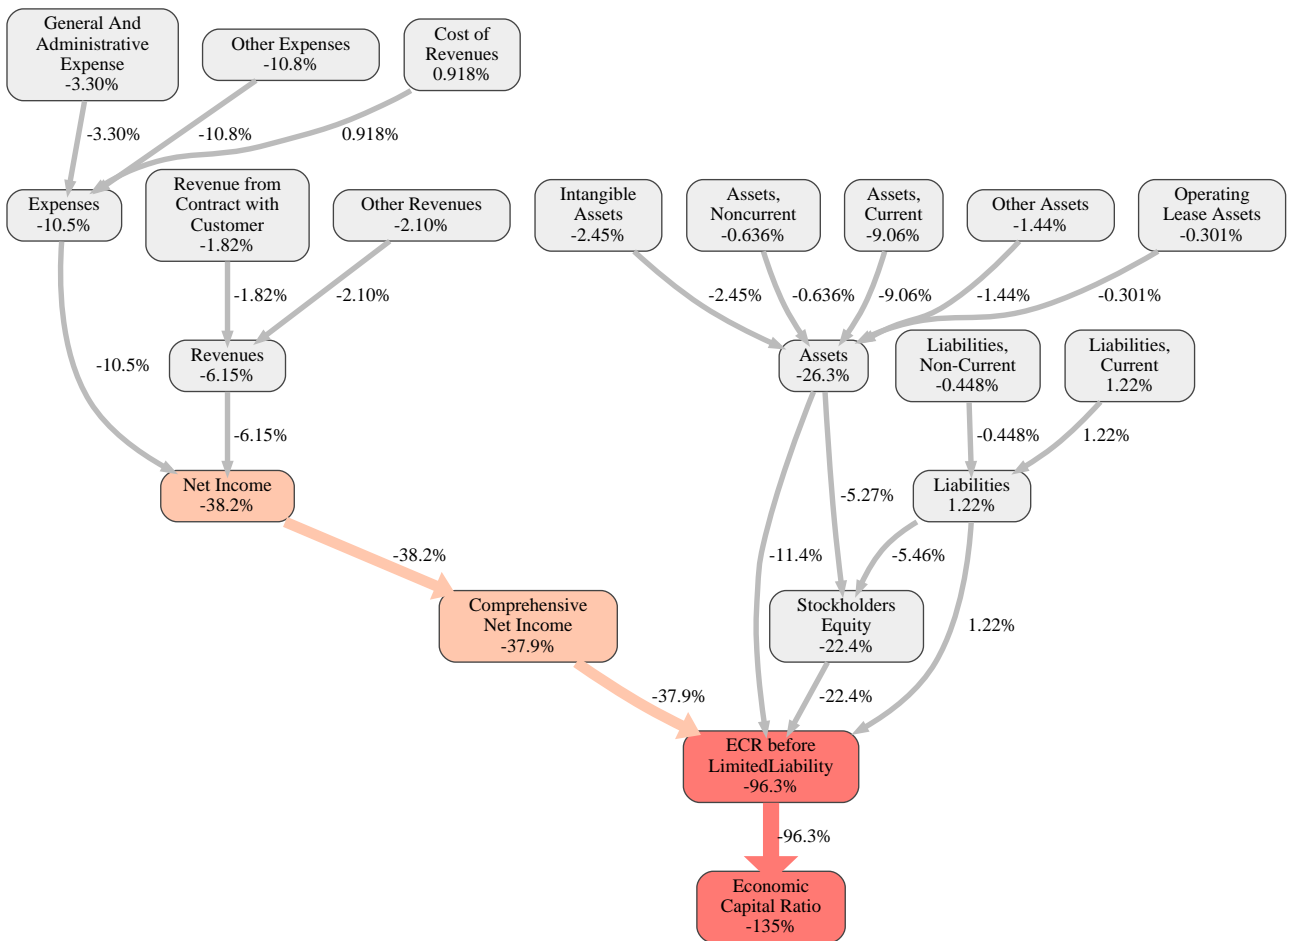 General And
Administrative
Expense
-3.30%
Other Expenses
-10.8%
Cost of
Revenues
0.918%
-3.30%
-10.8%
0.918%
Expenses
-10.5%
Revenue from
Contract with
Customer
-1.82%
Other Revenues
-2.10%
Intangible
Assets
-2.45%
Assets,
Noncurrent
-0.636%
Assets,
Current
-9.06%
Other Assets
-1.44%
Operating
Lease Assets
-0.301%
-1.82%
-2.10%
-2.45%
-0.636%
-9.06%
-1.44%
-0.301%
-10.5%
Revenues
-6.15%
Assets
-26.3%
Liabilities,
Non-Current
-0.448%
Liabilities,
Current
1.22%
-6.15%
-0.448%
1.22%
Net Income
-38.2%
-5.27%
Liabilities
1.22%
-38.2%
-11.4%
-5.46%
Comprehensive
Net Income
-37.9%
Stockholders
Equity
-22.4%
1.22%
-37.9%
-22.4%
ECR before
LimitedLiability
-96.3%
-96.3%
Economic
Capital Ratio
-135%